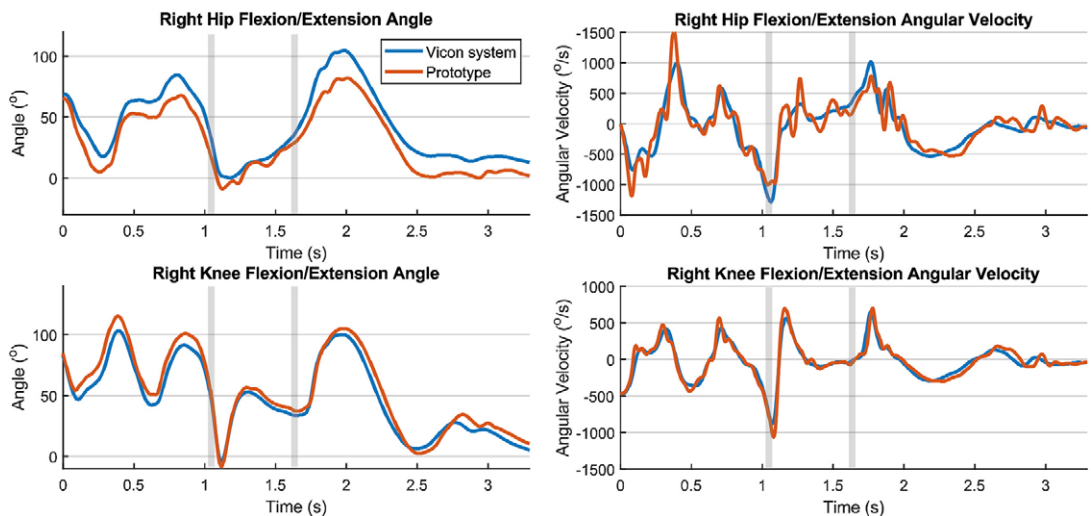 Right Hip Flexion/Extension Angle
Angle (°)
100
50
0
Vicon system
Prototype
0 0.5 1 1.5 2 2.5 3
Time (s)
Right Hip Flexion/Extension Angular Velocity
Angular Velocity (°/s)
-1500
1000
500
0
-500
-1000
-1500
0 0.5 1 1.5 2 2.5 3
Time (s)
Right Knee Flexion/Extension Angle
Angle (°)
100
50
0
0 0.5 1 1.5 2 2.5 3
Time (s)
Right Knee Flexion/Extension Angular Velocity
Angular Velocity (°/s)
1000
500
0
-500
-1000
-1500
0 0.5 1 1.5 2 2.5 3
Time (s)